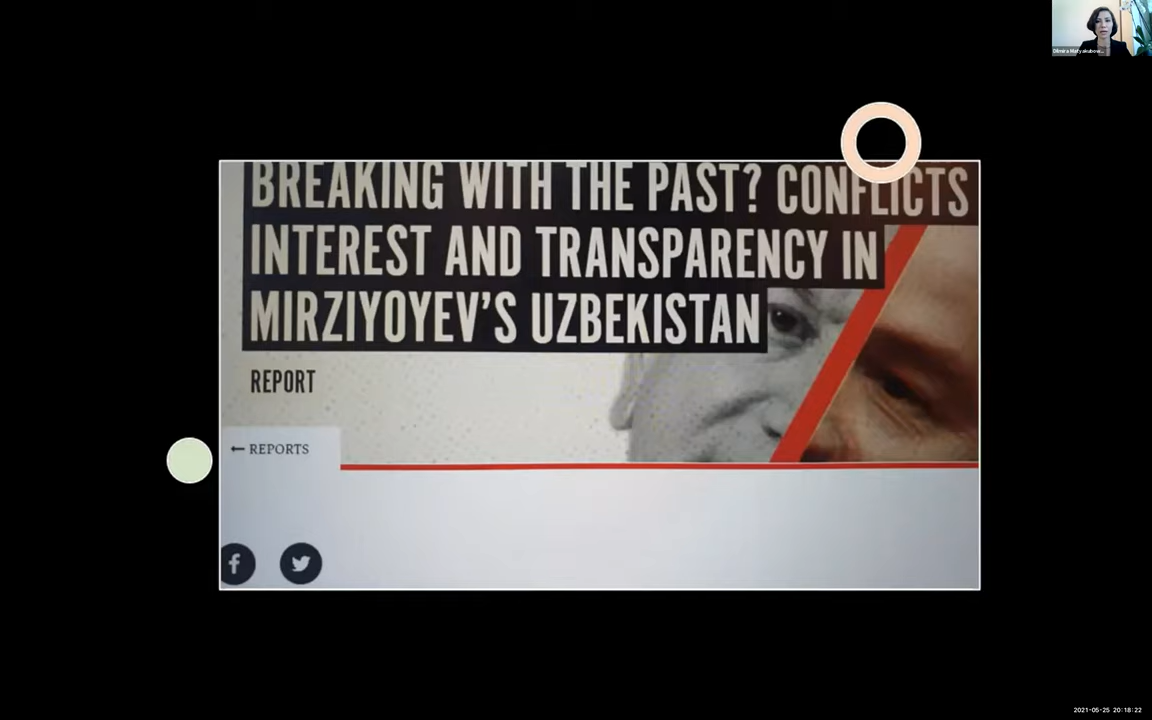 BREAKING WITH THE PAST? CONFLICTS
INTEREST AND TRANSPARENCY IN
MIRZIYOYEV'S UZBEKISTAN
REPORT
← REPORTS
2021-05-25 20:18:22